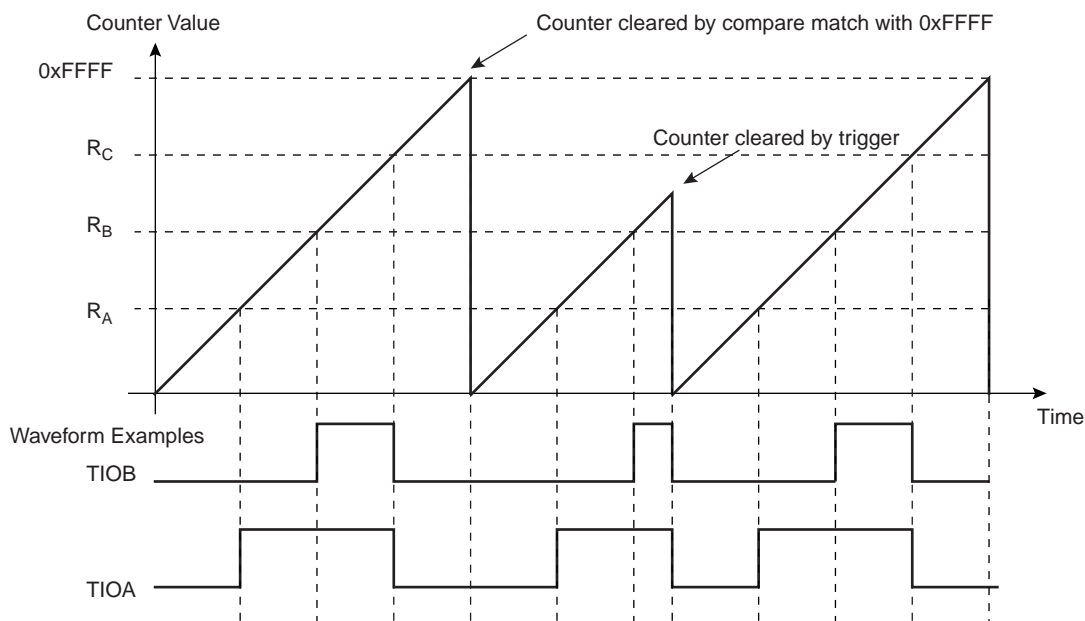 Counter Value
Counter cleared by compare match with 0xFFFF
0xFFFF
RC
Counter cleared by trigger
RB
RA
Time
Waveform Examples
TIOB
TIOA